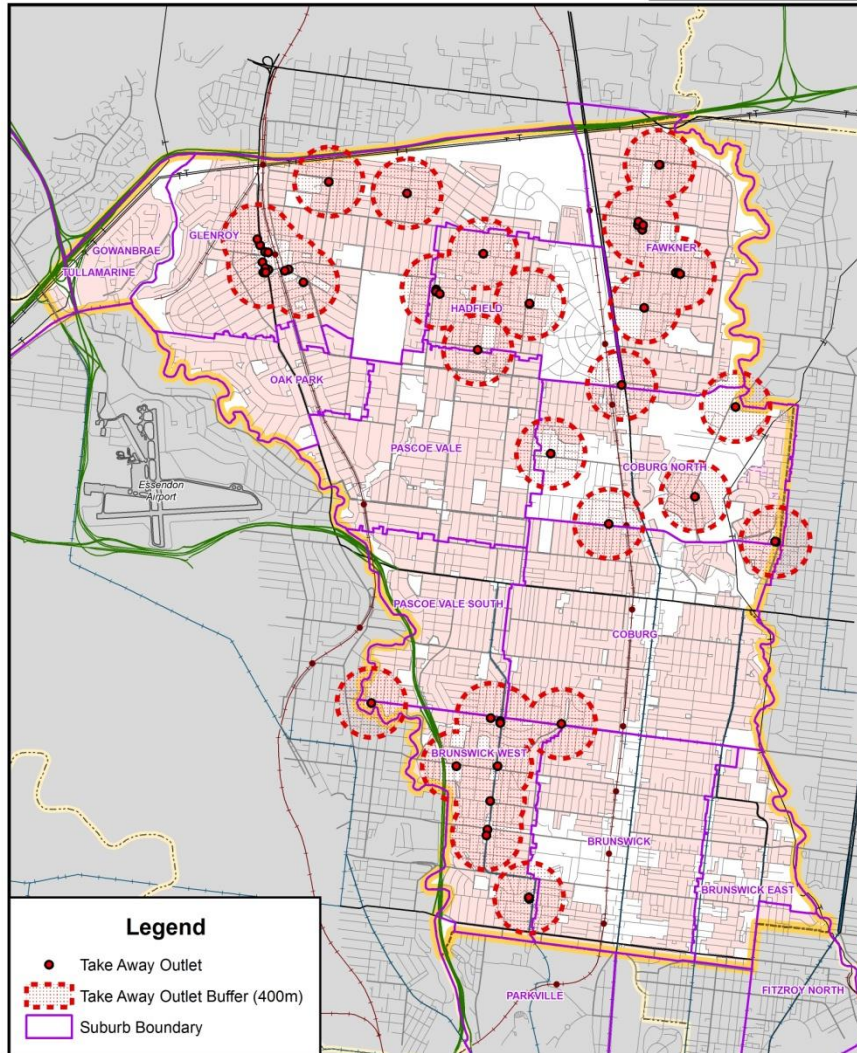 GOWANBRAE
TULLAMARINE
GLENROY
FAWKNER
HADFIELD
OAK PARK
PASCOE VALE
COBURG NORTH
Essendon
Airport
PASCOE VALE SOUTH
COBURG
BRUNSWICK WEST
BRUNSWICK
BRUNSWICK EAST
PARKVILLE
FITZROY NORTH
Legend
Take Away Outlet
Take Away Outlet Buffer (400m)
Suburb Boundary